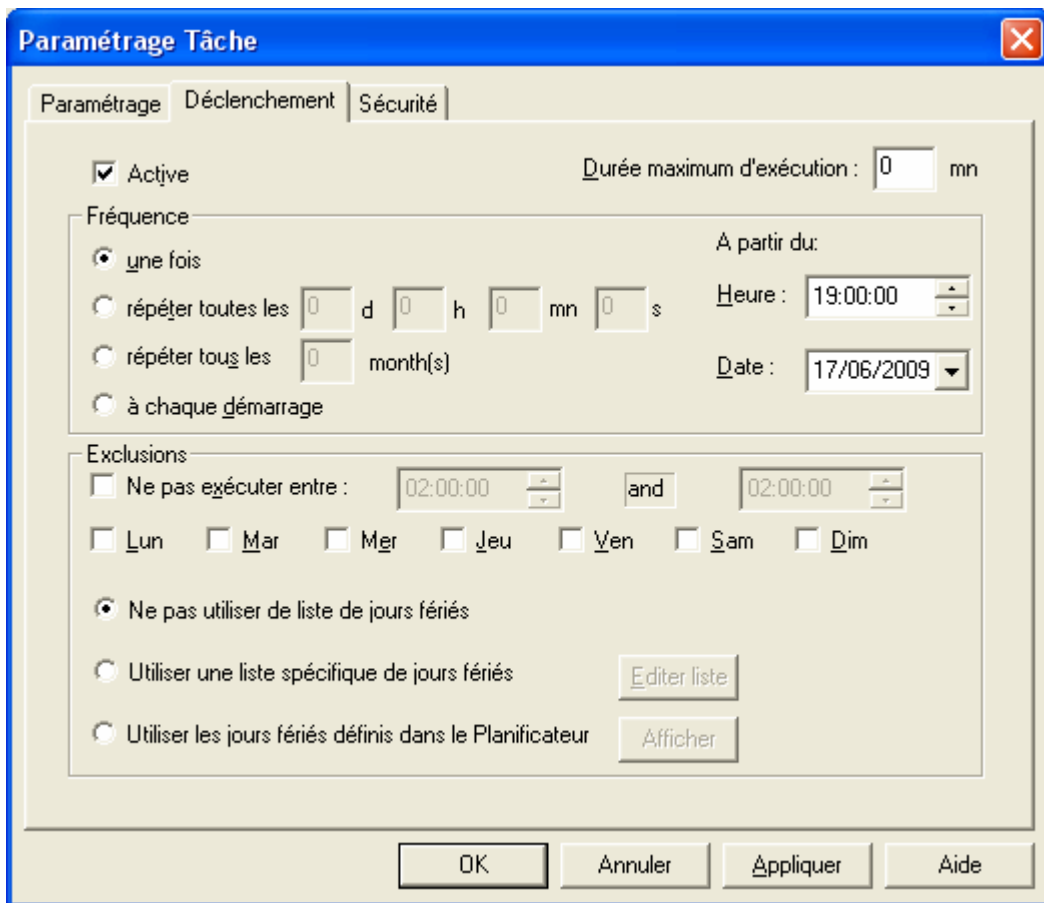 Paramétrage Tâche
Paramétrage Déclenchement Sécurité
Active Durée maximum d'exécution : 0 mn
Fréquence
une fois A partir du:
répéter toutes les 0 d 0 h 0 mn 0 s Heure : 19:00:00
répéter tous les 0 month(s) Date : 17/06/2009
à chaque démarrage
Exclusions
Ne pas exécuter entre : 02:00:00 and 02:00:00
Lun Mar Mer Jeu Ven Sam Dim
Ne pas utiliser de liste de jours fériés
Utiliser une liste spécifique de jours fériés Editer liste
Utiliser les jours fériés définis dans le Planificateur Afficher
OK Annuler Appliquer Aide